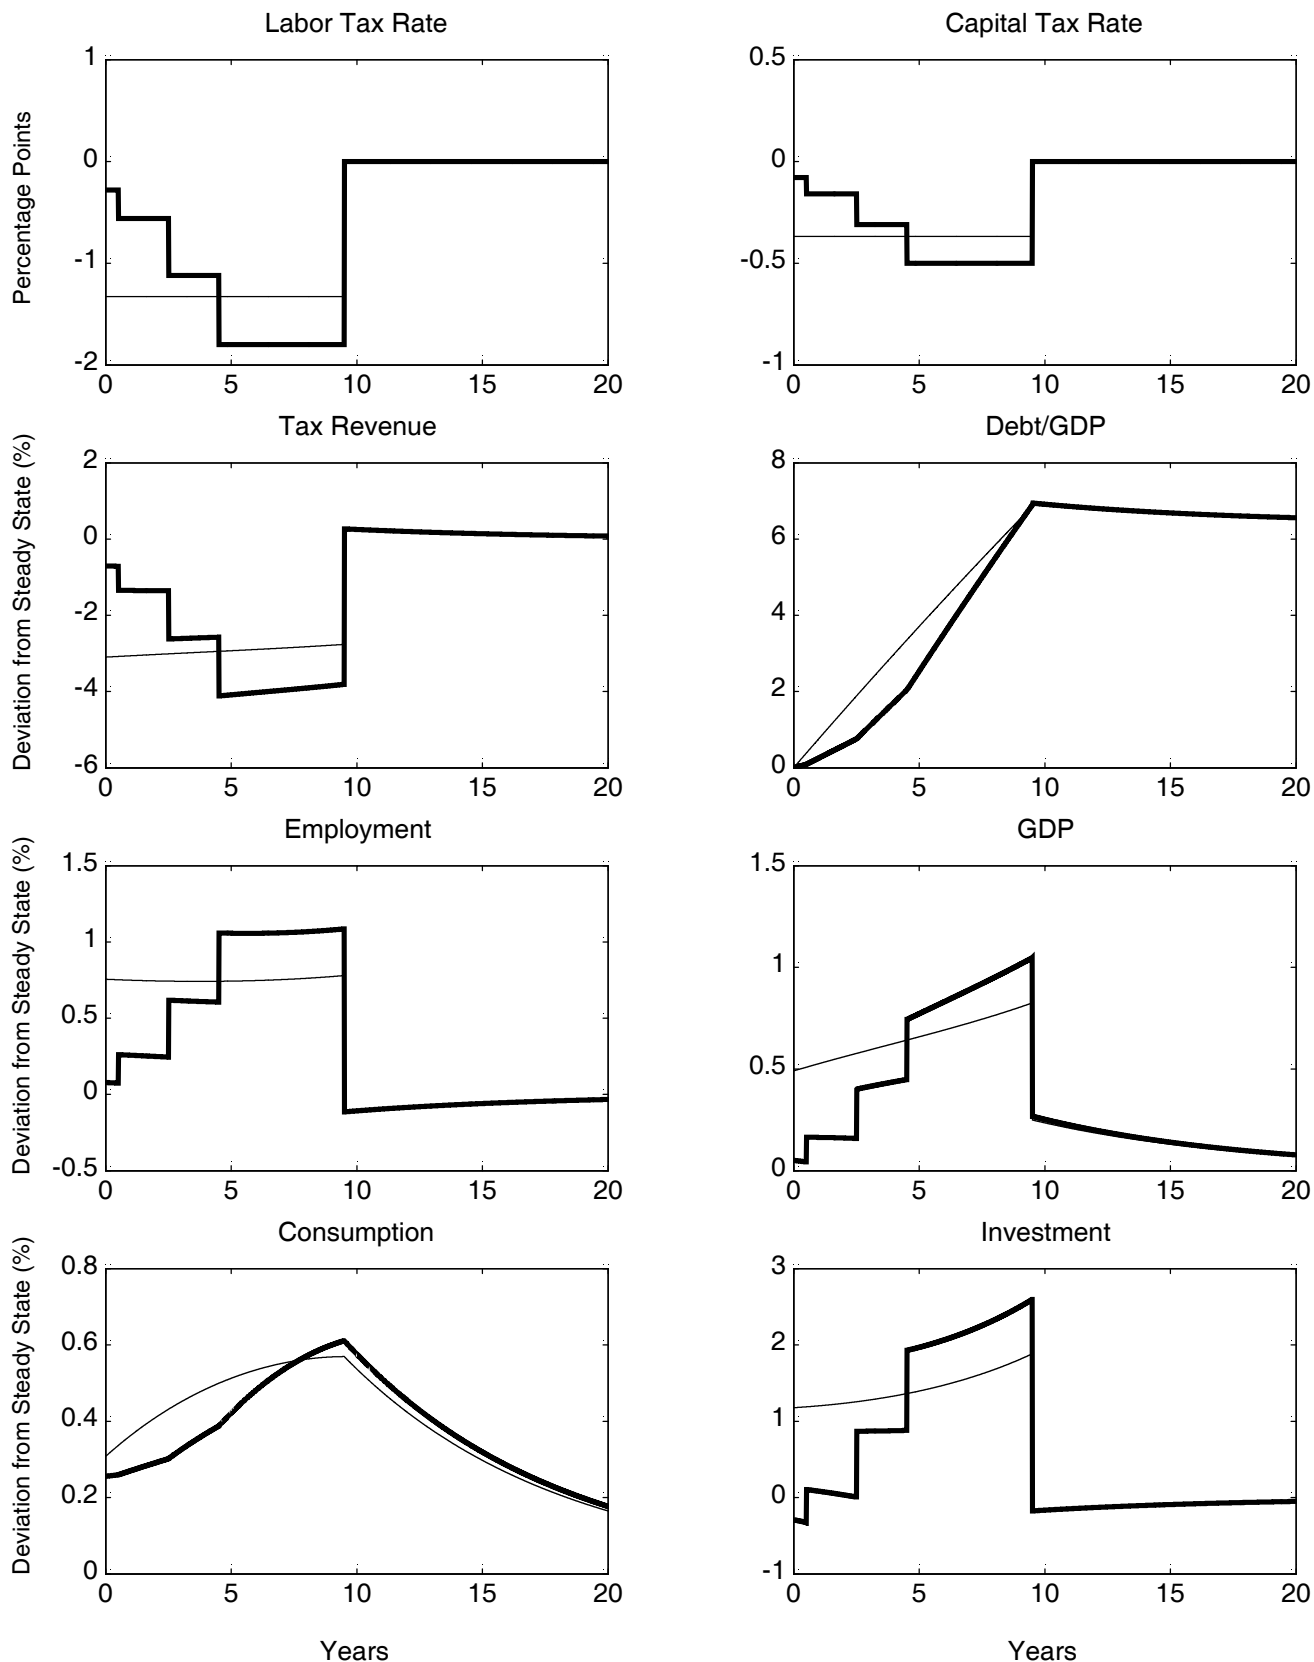 Labor Tax Rate
Capital Tax Rate
Percentage Points
1
0
-1
-2
0 5 10 15 20
0.5
0
-0.5
-1
0 5 10 15 20
Tax Revenue
Debt/GDP
Deviation from Steady State (%)
2
0
-2
-4
-6
0 5 10 15 20
8
6
4
2
0
0 5 10 15 20
Employment
GDP
Deviation from Steady State (%)
1.5
1
0.5
0
-0.5
0 5 10 15 20
1.5
1
0.5
0
0 5 10 15 20
Consumption
Investment
Deviation from Steady State (%)
0.8
0.6
0.4
0.2
0
0 5 10 15 20
3
2
1
0
-1
0 5 10 15 20
Years
Years